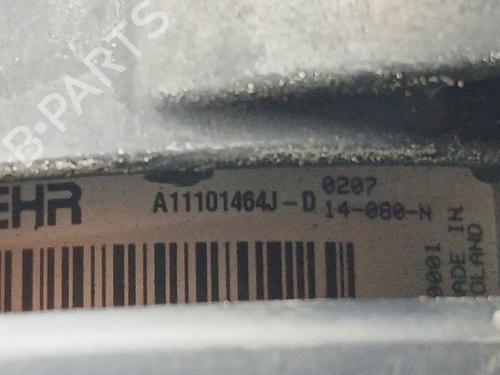 B-PARTS
EHR A11101464J-D 0207
14-080-N
0001
ADE IN
OLAND